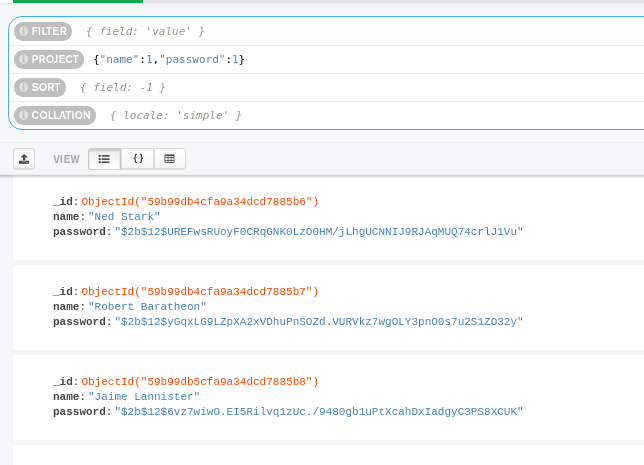 FILTER { field: 'value' }
PROJECT {"name":1,"password":1}
SORT { field: -1 }
COLLATION { locale: 'simple' }
VIEW {}
_id: ObjectId("59b99db4cfa9a34dcd7885b6")
name: "Ned Stark"
password: "$2b$12$UREFwsRUoyF0CRqGNK0LzO0HM/jLhgUCNNIJ9RJAqMUQ74crlJ1Vu"
_id: ObjectId("59b99db4cfa9a34dcd7885b7")
name: "Robert Baratheon"
password: "$2b$12$yGqxLG9LZpXA2xVDhuPnSOZd.VURVkz7wgOLY3pnO0s7u2S1ZO32y"
_id: ObjectId("59b99db5cfa9a34dcd7885b8")
name: "Jaime Lannister"
password: "$2b$12$6vz7wiwO.EI5Rilvq1zUc./9480gb1uPtXcahDxIadgyC3PS8XCUK"